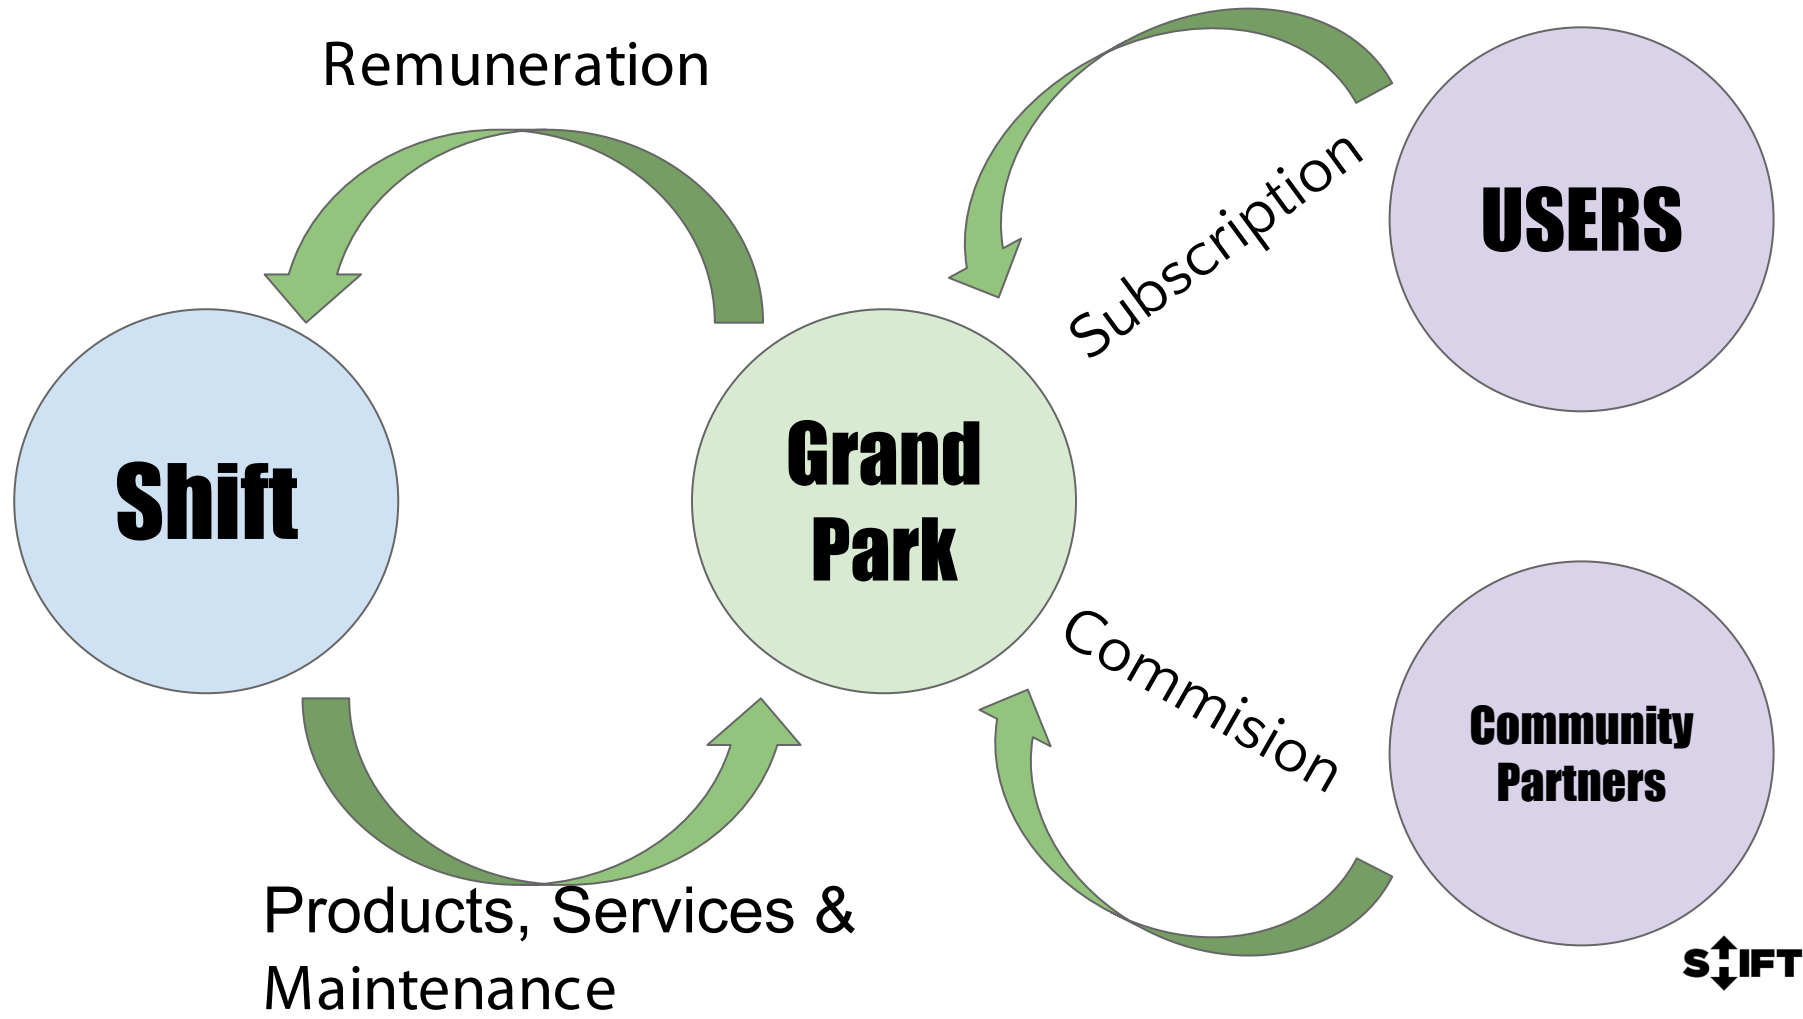 Remuneration
Subscription
USERS
Shift
Grand
Park
Commision
Community
Partners
Products, Services &
Maintenance
SHIFT